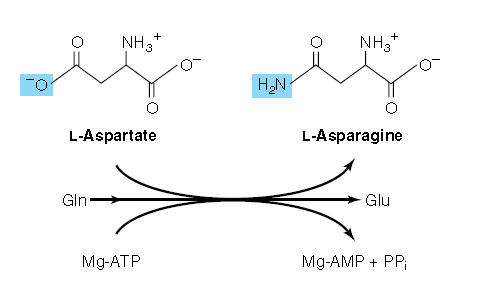 O NH₃⁺ O NH₃⁺
⁻O O⁻ H₂N O⁻
O O
L-Aspartate L-Asparagine
Gln Glu
Mg-ATP Mg-AMP + PPᵢ